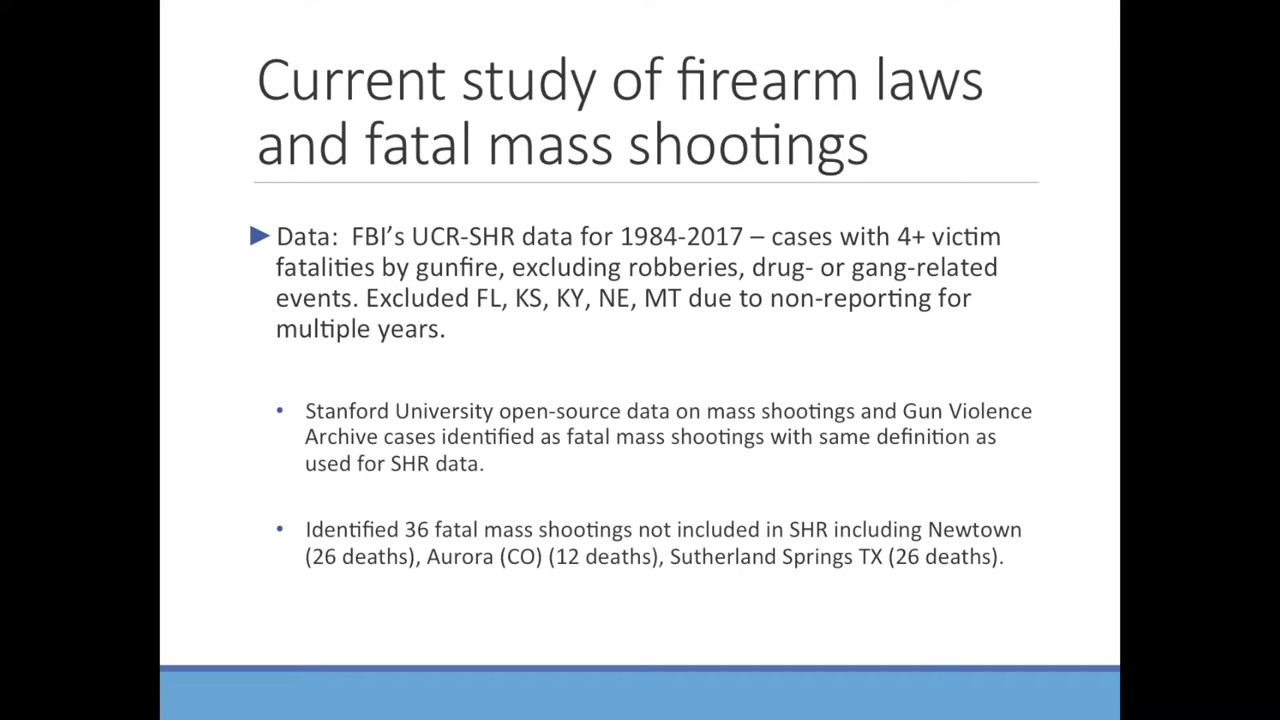 Current study of firearm laws
and fatal mass shootings
Data: FBI’s UCR-SHR data for 1984-2017 – cases with 4+ victim
fatalities by gunfire, excluding robberies, drug- or gang-related
events. Excluded FL, KS, KY, NE, MT due to non-reporting for
multiple years.
• Stanford University open-source data on mass shootings and Gun Violence
Archive cases identified as fatal mass shootings with same definition as
used for SHR data.
• Identified 36 fatal mass shootings not included in SHR including Newtown
(26 deaths), Aurora (CO) (12 deaths), Sutherland Springs TX (26 deaths).